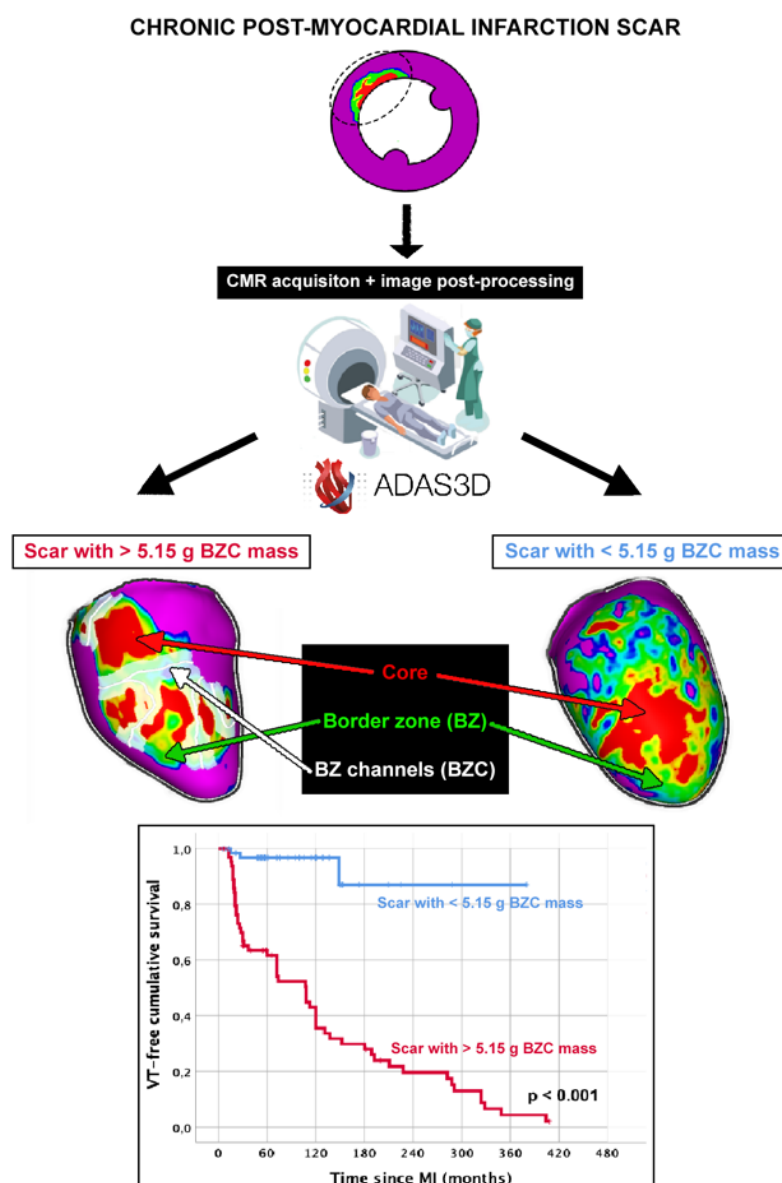 CHRONIC POST-MYOCARDIAL INFARCTION SCAR
CMR acquisiton + image post-processing
ADAS3D
Scar with > 5.15 g BZC mass
Scar with < 5.15 g BZC mass
Core
Border zone (BZ)
BZ channels (BZC)
VT-free cumulative survival
1,0
0,8
0,6
0,4
0,2
0,0
Scar with < 5.15 g BZC mass
Scar with > 5.15 g BZC mass
p < 0.001
0 60 120 180 240 300 360 420 480
Time since MI (months)